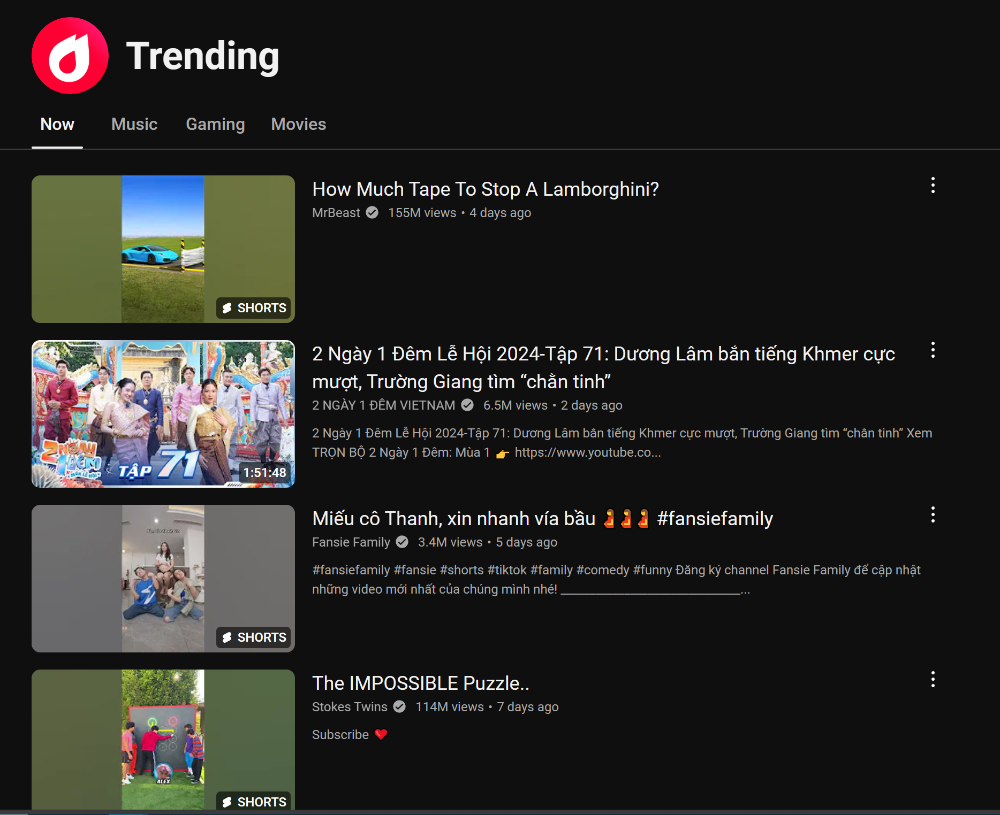 Trending
Now Music Gaming Movies
How Much Tape To Stop A Lamborghini?
MrBeast 155M views • 4 days ago
SHORTS
2 Ngày 1 Đêm Lễ Hội 2024-Tập 71: Dương Lâm bắn tiếng Khmer cực
mượt, Trường Giang tìm “chằn tinh”
2 NGÀY 1 ĐÊM VIETNAM 6.5M views • 2 days ago
2 Ngày 1 Đêm Lễ Hội 2024-Tập 71: Dương Lâm bắn tiếng Khmer cực mượt, Trường Giang tìm “chằn tinh” Xem
TRỌN BỘ 2 Ngày 1 Đêm: Mùa 1 👉 https://www.youtube.co...
2 NGÀY
1 ĐÊM
MÙA LỄ HỘI
TẬP 71
1:51:48
Miếu cô Thanh, xin nhanh vía bầu 🤰🤰🤰 #fansiefamily
Fansie Family 3.4M views • 5 days ago
#fansiefamily #fansie #shorts #tiktok #family #comedy #funny Đăng ký channel Fansie Family để cập nhật
những video mới nhất của chúng mình nhé! ____________________________...
SHORTS
The IMPOSSIBLE Puzzle..
Stokes Twins 114M views • 7 days ago
Subscribe ❤️
ALEX
SHORTS